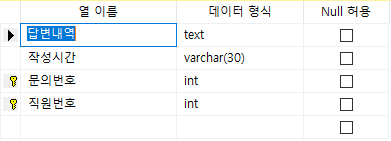 열 이름 데이터 형식 Null 허용
답변내역 text
작성시간 varchar(30)
문의번호 int
직원번호 int